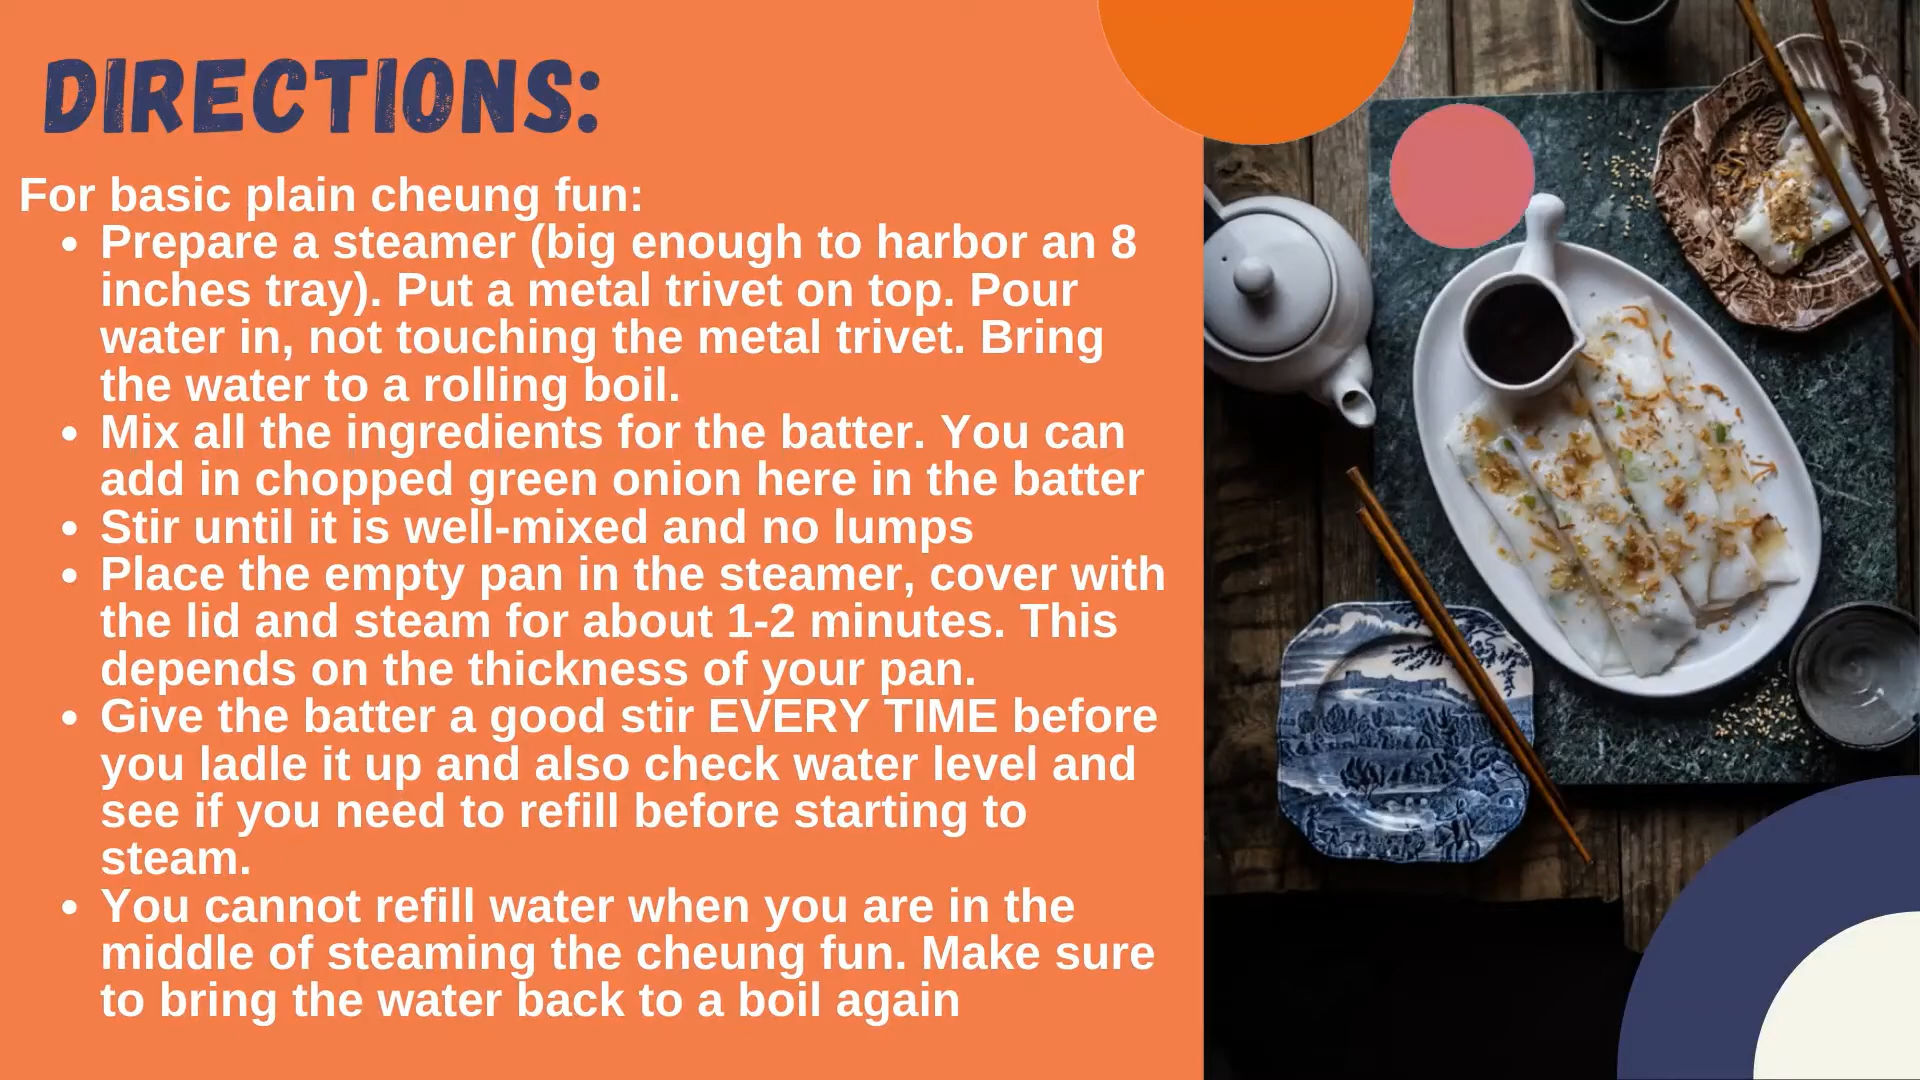 DIRECTIONS:
For basic plain cheung fun:
• Prepare a steamer (big enough to harbor an 8
inches tray). Put a metal trivet on top. Pour
water in, not touching the metal trivet. Bring
the water to a rolling boil.
• Mix all the ingredients for the batter. You can
add in chopped green onion here in the batter
• Stir until it is well-mixed and no lumps
• Place the empty pan in the steamer, cover with
the lid and steam for about 1-2 minutes. This
depends on the thickness of your pan.
• Give the batter a good stir EVERY TIME before
you ladle it up and also check water level and
see if you need to refill before starting to
steam.
• You cannot refill water when you are in the
middle of steaming the cheung fun. Make sure
to bring the water back to a boil again